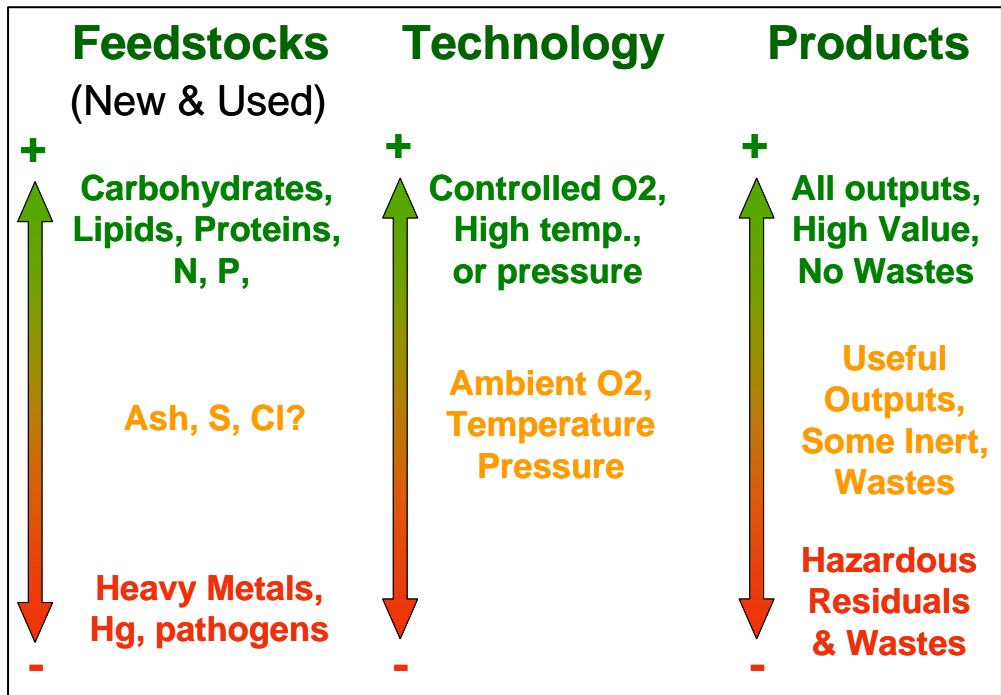 Feedstocks
(New & Used)
+
Carbohydrates,
Lipids, Proteins,
N, P,
Ash, S, Cl?
Heavy Metals,
Hg, pathogens
-
Technology
+
Controlled O2,
High temp.,
or pressure
Ambient O2,
Temperature
Pressure
-
Products
+
All outputs,
High Value,
No Wastes
Useful
Outputs,
Some Inert,
Wastes
Hazardous
Residuals
& Wastes
-